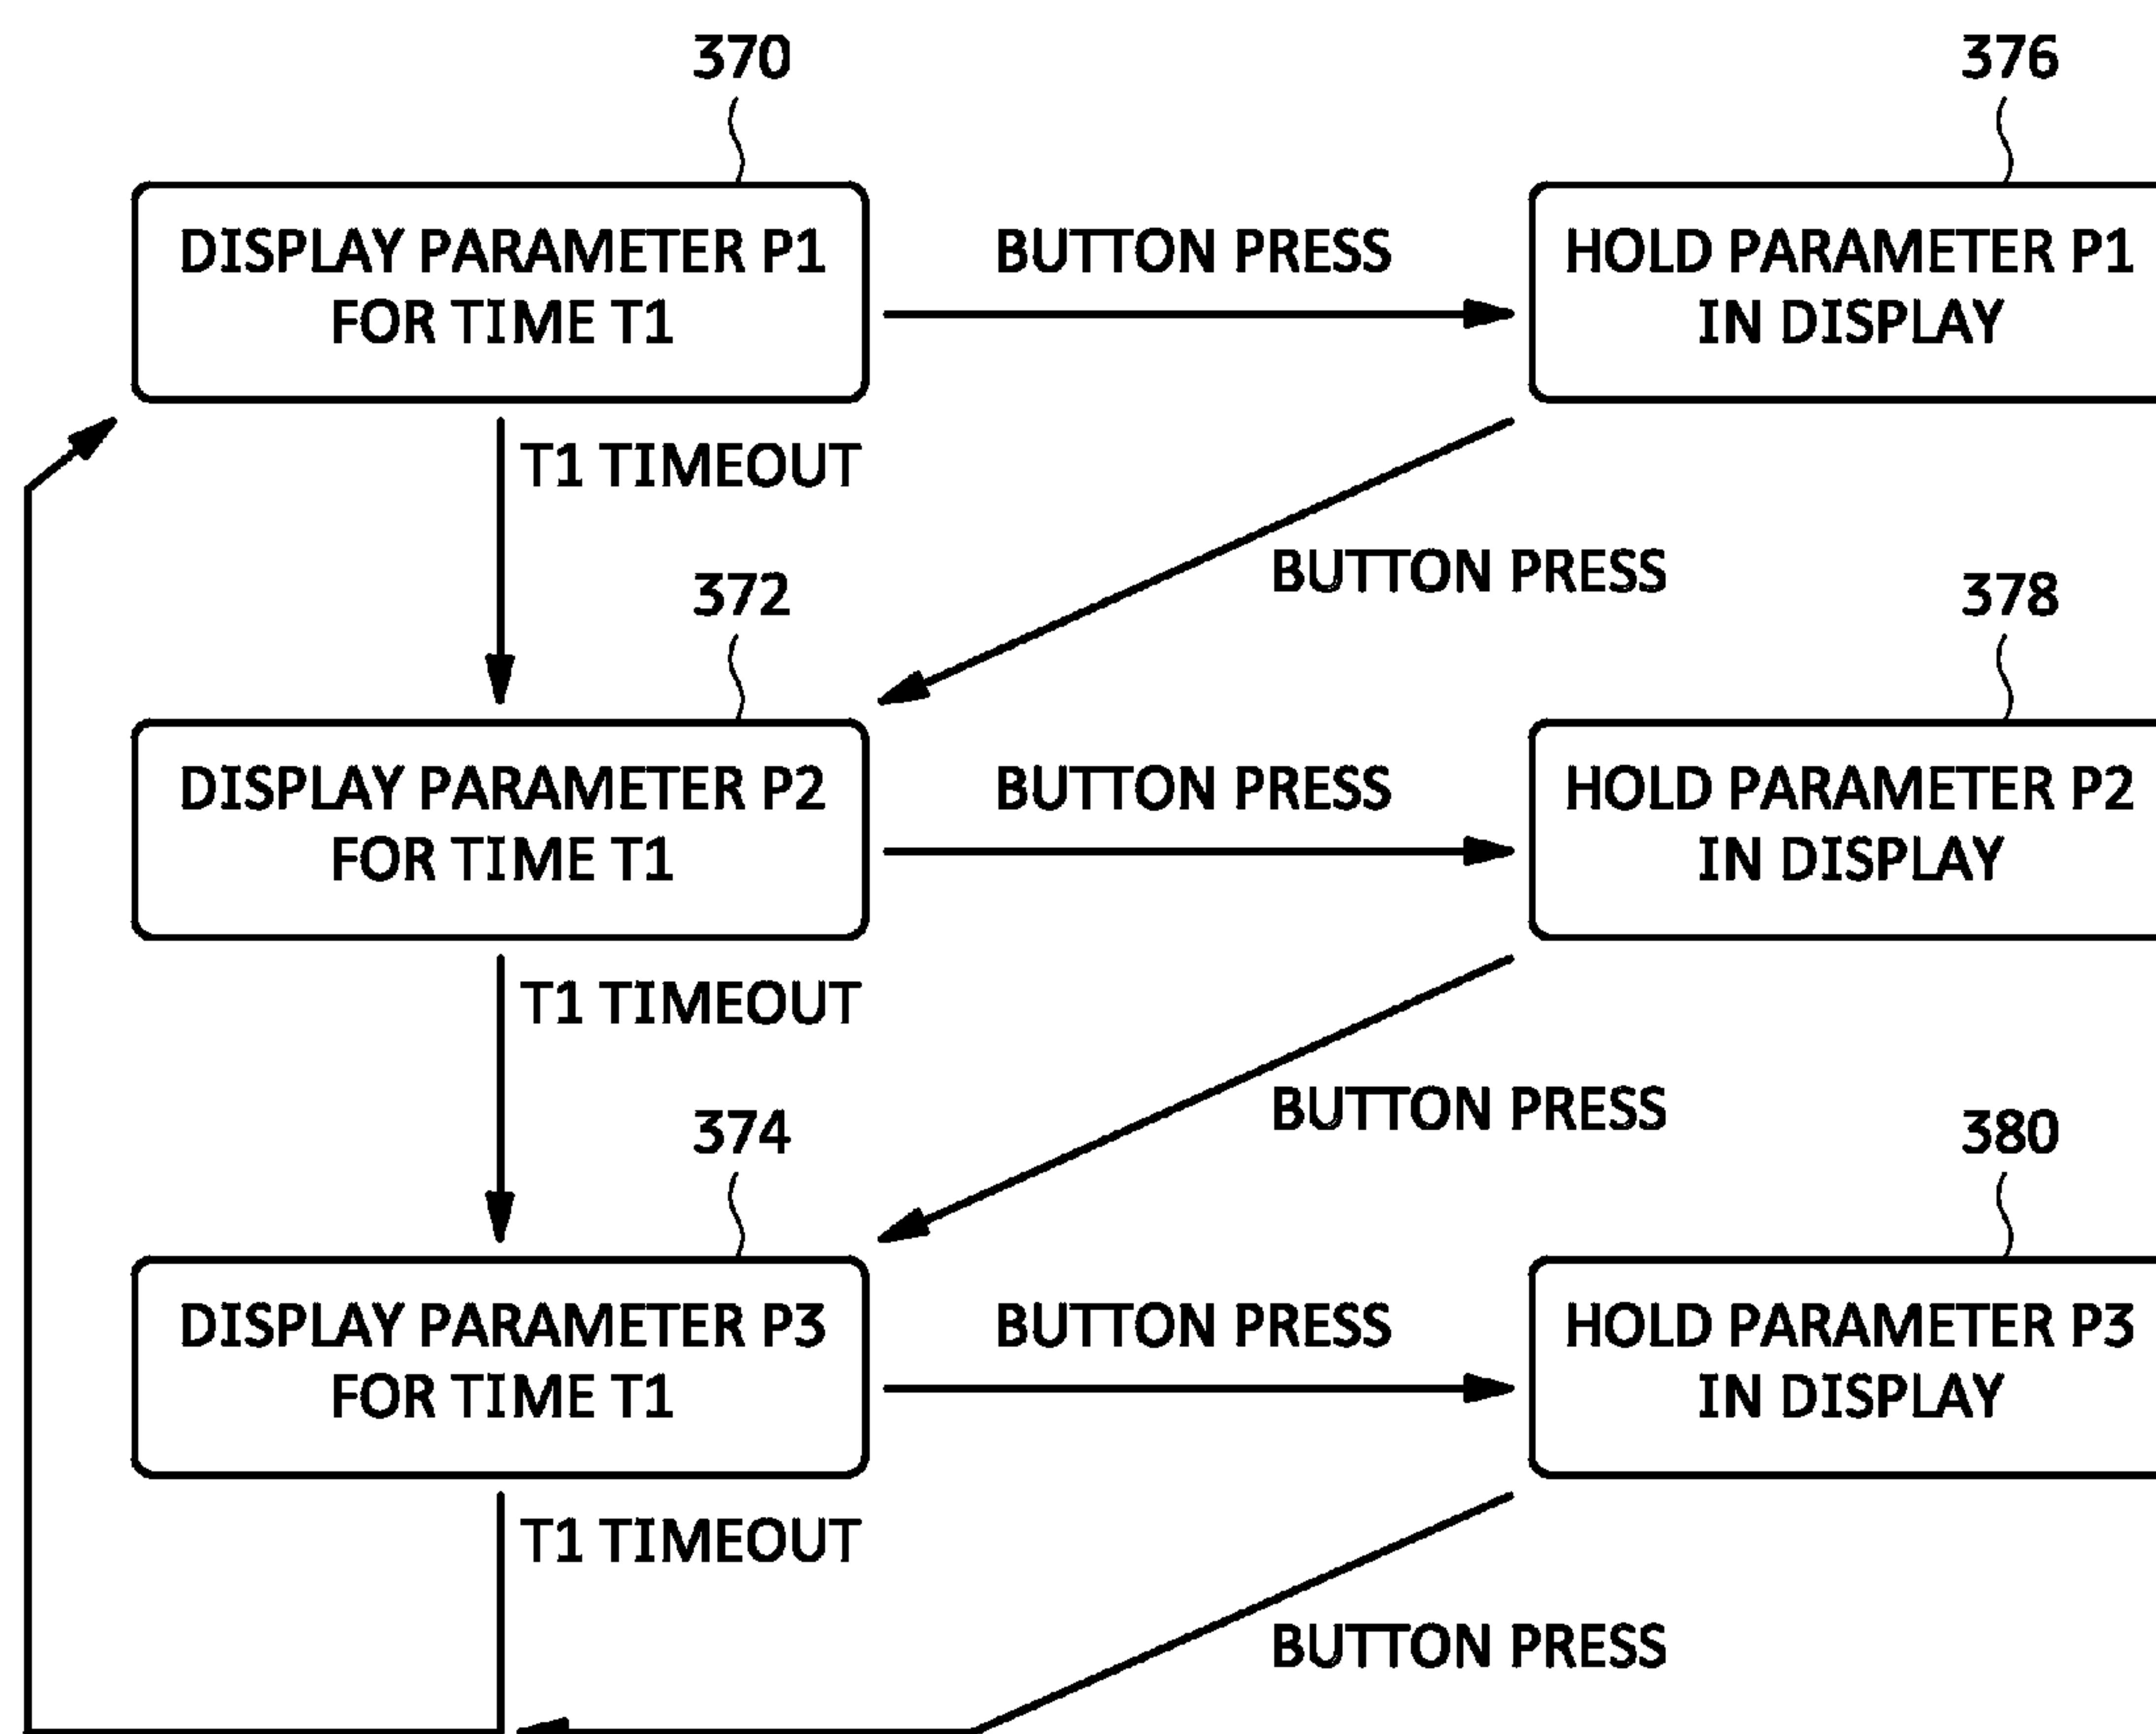 370
376
DISPLAY PARAMETER P1
FOR TIME T1
BUTTON PRESS
HOLD PARAMETER P1
IN DISPLAY
T1 TIMEOUT
BUTTON PRESS
372
378
DISPLAY PARAMETER P2
FOR TIME T1
BUTTON PRESS
HOLD PARAMETER P2
IN DISPLAY
T1 TIMEOUT
BUTTON PRESS
374
380
DISPLAY PARAMETER P3
FOR TIME T1
BUTTON PRESS
HOLD PARAMETER P3
IN DISPLAY
T1 TIMEOUT
BUTTON PRESS